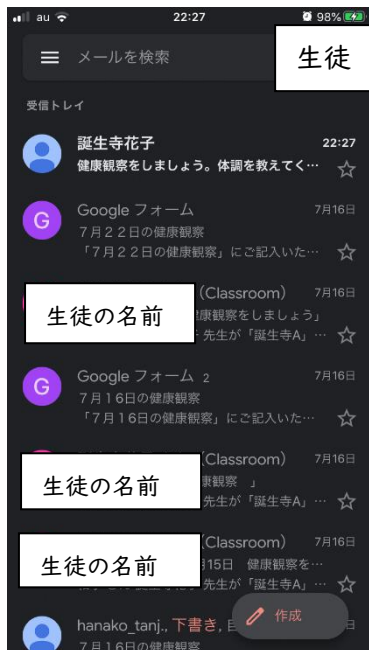 au 22:27 98%
メールを検索
生徒
受信トレイ
誕生寺花子 22:27
健康観察をしましょう。体調を教えてく…
G Google フォーム 7月16日
7月22日の健康観察
「7月22日の健康観察」にご記入いた…
生徒の名前 (Classroom) 7月16日
健康観察をしましょう」
先生が「誕生寺A」…
G Google フォーム 2 7月16日
7月16日の健康観察
「7月16日の健康観察」にご記入いた…
生徒の名前 (Classroom) 7月16日
観察 」
先生が「誕生寺A」…
生徒の名前 (Classroom) 7月16日
月15日 健康観察を…
先生が「誕生寺A」…
hanako_tanj., 下書き,
作成
7月16日の健康観察